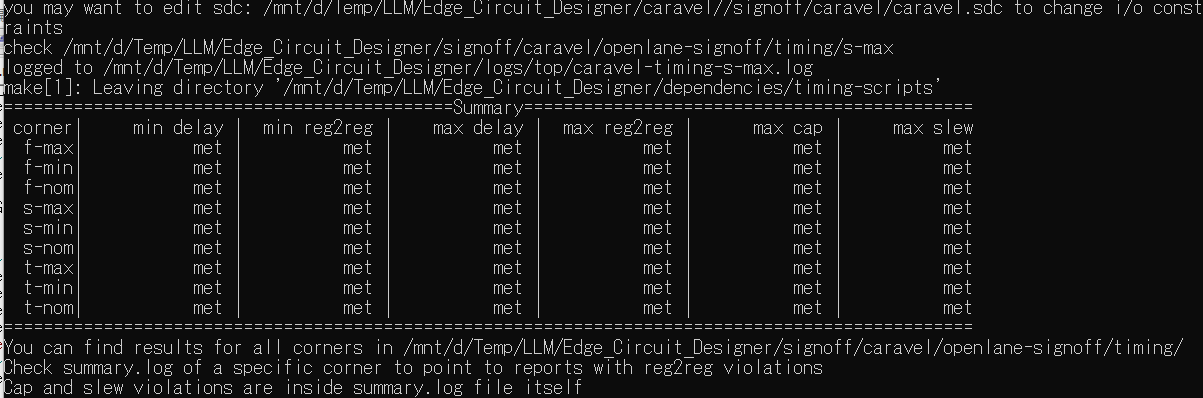 you may want to edit sdc: /mnt/d/Temp/LLM/Edge_Circuit_Designer/caravel//signoff/caravel/caravel.sdc to change i/o const
raints
check /mnt/d/Temp/LLM/Edge_Circuit_Designer/signoff/caravel/openlane-signoff/timing/s-max
logged to /mnt/d/Temp/LLM/Edge_Circuit_Designer/logs/top/caravel-timing-s-max.log
make[1]: Leaving directory '/mnt/d/Temp/LLM/Edge_Circuit_Designer/dependencies/timing-scripts'
=============================================Summary=============================================
corner| min delay | min reg2reg | max delay | max reg2reg | max cap | max slew
f-max| met | met | met | met | met | met
f-min| met | met | met | met | met | met
f-nom| met | met | met | met | met | met
s-max| met | met | met | met | met | met
s-min| met | met | met | met | met | met
s-nom| met | met | met | met | met | met
t-max| met | met | met | met | met | met
t-min| met | met | met | met | met | met
t-nom| met | met | met | met | met | met
=================================================================================================
You can find results for all corners in /mnt/d/Temp/LLM/Edge_Circuit_Designer/signoff/caravel/openlane-signoff/timing/
Check summary.log of a specific corner to point to reports with reg2reg violations
Cap and slew violations are inside summary.log file itself